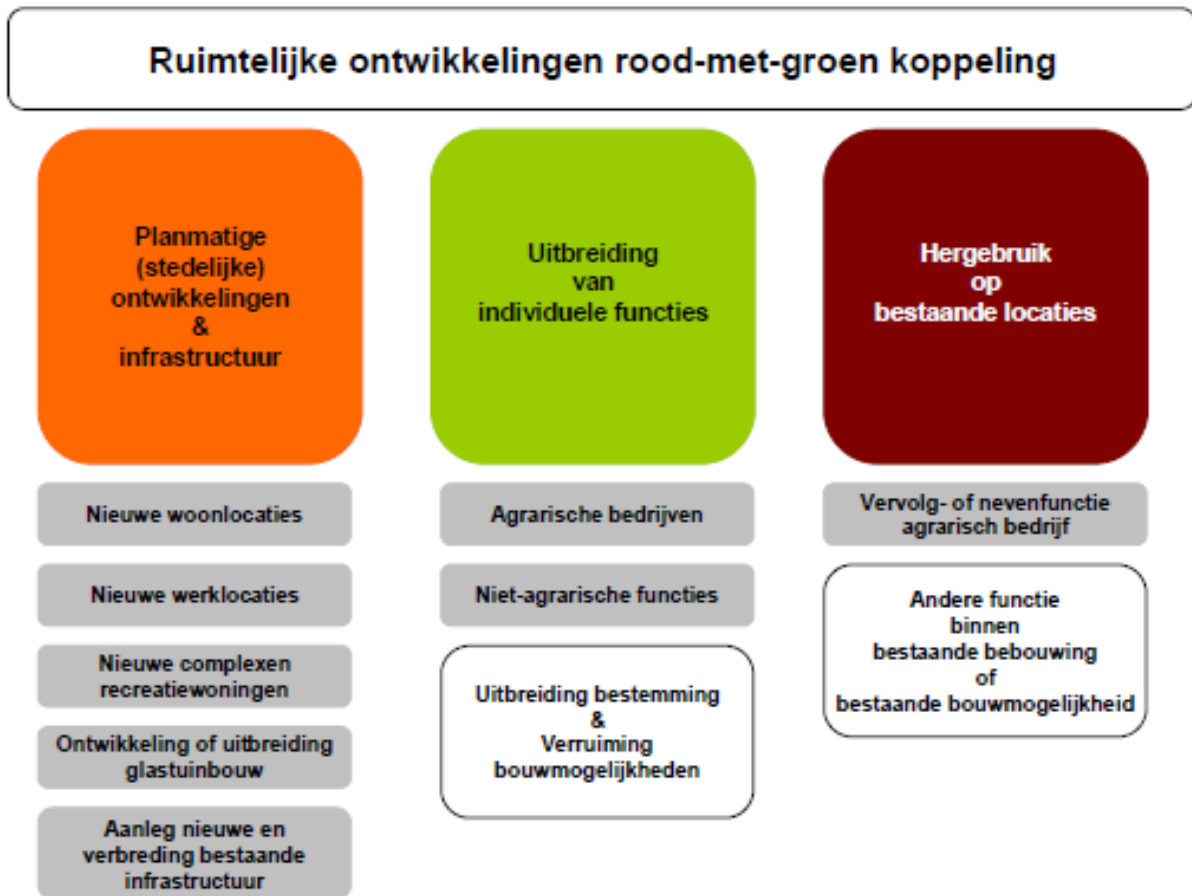 Ruimtelijke ontwikkelingen rood-met-groen koppeling
Planmatige
(stedelijke)
ontwikkelingen
&
infrastructuur
Nieuwe woonlocaties
Nieuwe werklocaties
Nieuwe complexen
recreatiewoningen
Ontwikkeling of uitbreiding
glastuinbouw
Aanleg nieuwe en
verbreding bestaande
infrastructuur
Uitbreiding
van
individuele functies
Agrarische bedrijven
Niet-agrarische functies
Uitbreiding bestemming
&
Verruiming
bouwmogelijkheden
Hergebruik
op
bestaande locaties
Vervolg- of nevenfunctie
agrarisch bedrijf
Andere functie
binnen
bestaande bebouwing
of
bestaande bouwmogelijkheid